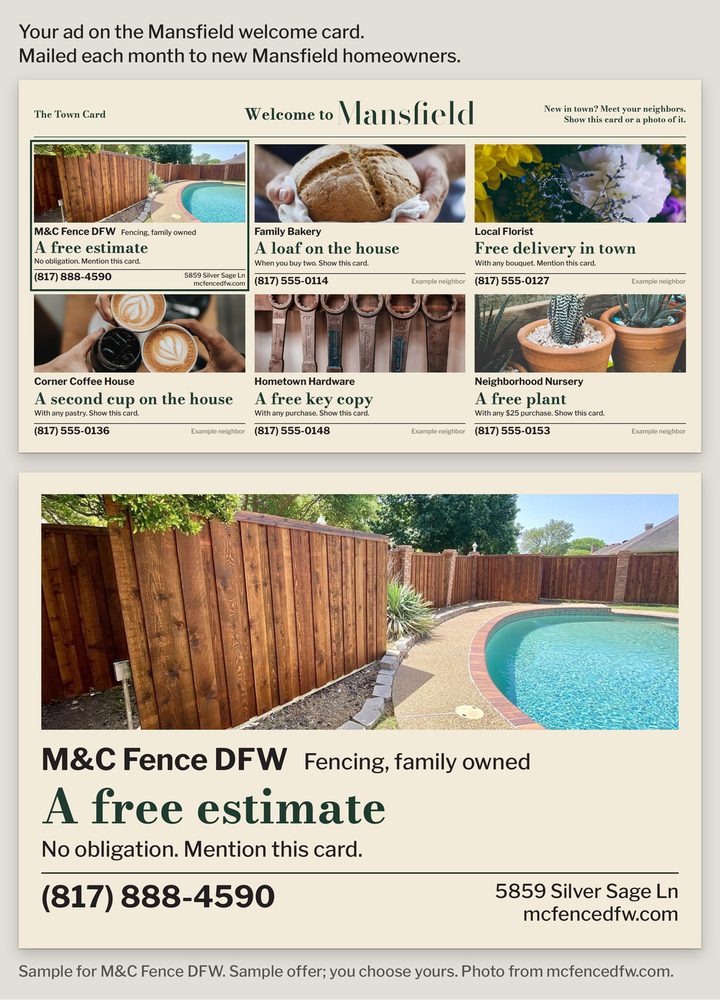 Your ad on the Mansfield welcome card.
Mailed each month to new Mansfield homeowners.
The Town Card
Welcome to Mansfield
New in town? Meet your neighbors.
Show this card or a photo of it.
M&C Fence DFW Fencing, family owned
A free estimate
No obligation. Mention this card.
(817) 888-4590
5859 Silver Sage Ln
mcfencedfw.com
Family Bakery
A loaf on the house
When you buy two. Show this card.
(817) 555-0114
Example neighbor
Local Florist
Free delivery in town
With any bouquet. Mention this card.
(817) 555-0127
Example neighbor
Corner Coffee House
A second cup on the house
With any pastry. Show this card.
(817) 555-0136
Example neighbor
Hometown Hardware
A free key copy
With any purchase. Show this card.
(817) 555-0148
Example neighbor
Neighborhood Nursery
A free plant
With any $25 purchase. Show this card.
(817) 555-0153
Example neighbor
M&C Fence DFW Fencing, family owned
A free estimate
No obligation. Mention this card.
(817) 888-4590
5859 Silver Sage Ln
mcfencedfw.com
Sample for M&C Fence DFW. Sample offer; you choose yours. Photo from mcfencedfw.com.